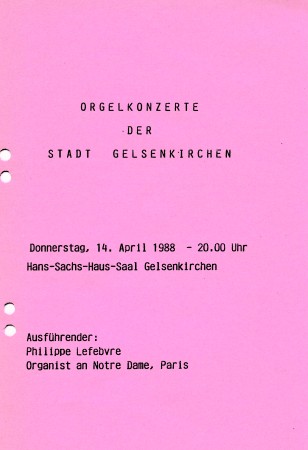 ORGELKONZERTE
DER
STADT GELSENKIRCHEN
Donnerstag, 14. April 1988 - 20.00 Uhr
Hans-Sachs-Haus-Saal Gelsenkirchen
Ausführender:
Philippe Lefebvre
Organist an Notre Dame, Paris